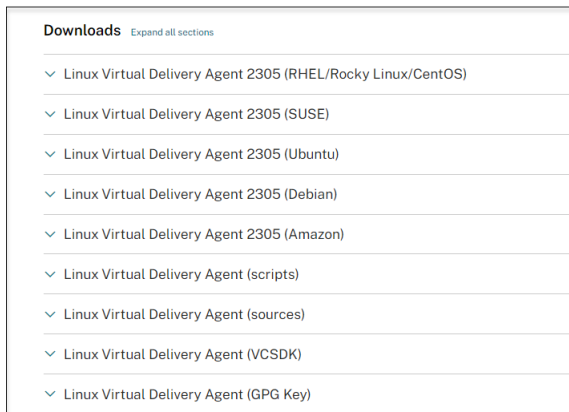 Downloads Expand all sections
Linux Virtual Delivery Agent 2305 (RHEL/Rocky Linux/CentOS)
Linux Virtual Delivery Agent 2305 (SUSE)
Linux Virtual Delivery Agent 2305 (Ubuntu)
Linux Virtual Delivery Agent 2305 (Debian)
Linux Virtual Delivery Agent 2305 (Amazon)
Linux Virtual Delivery Agent (scripts)
Linux Virtual Delivery Agent (sources)
Linux Virtual Delivery Agent (VCSDK)
Linux Virtual Delivery Agent (GPG Key)